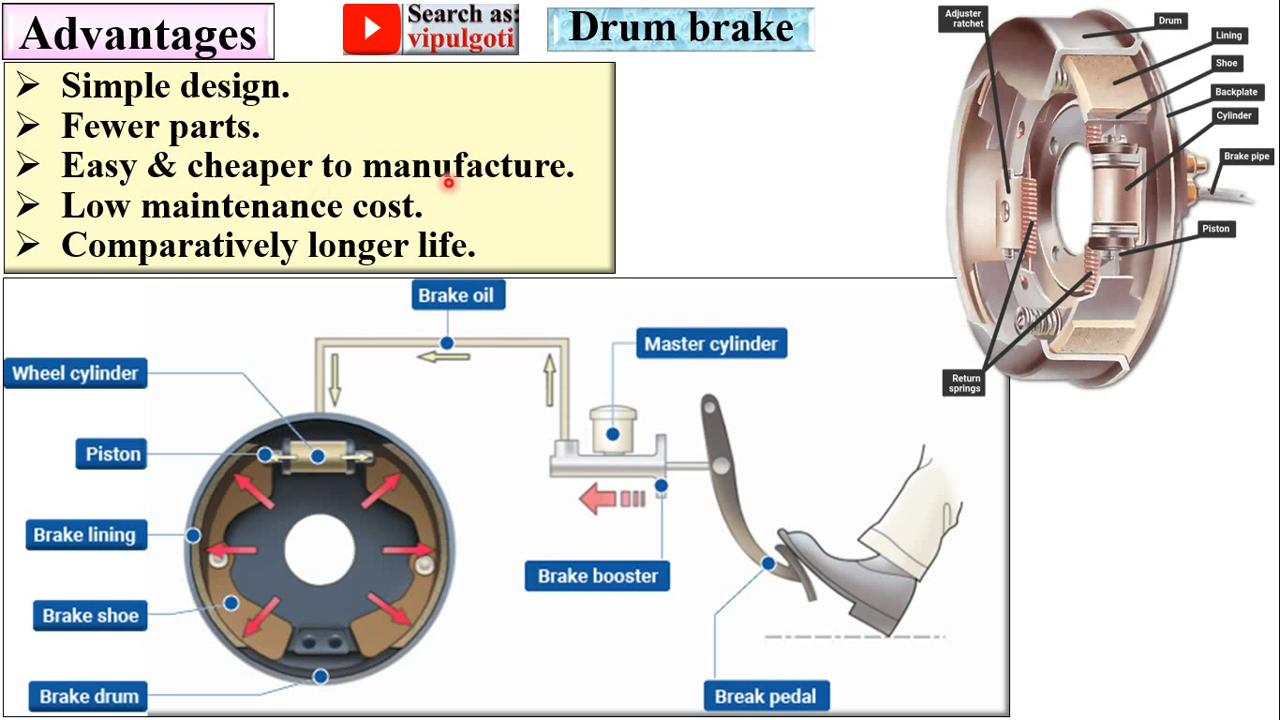 Advantages
Search as:
vipulgoti
Drum brake
➢ Simple design.
➢ Fewer parts.
➢ Easy & cheaper to manufacture.
➢ Low maintenance cost.
➢ Comparatively longer life.
Adjuster
ratchet
Drum
Lining
Shoe
Backplate
Cylinder
Brake pipe
Piston
Return
springs
Brake oil
Master cylinder
Wheel cylinder
Piston
Brake lining
Brake booster
Brake shoe
Brake drum
Break pedal